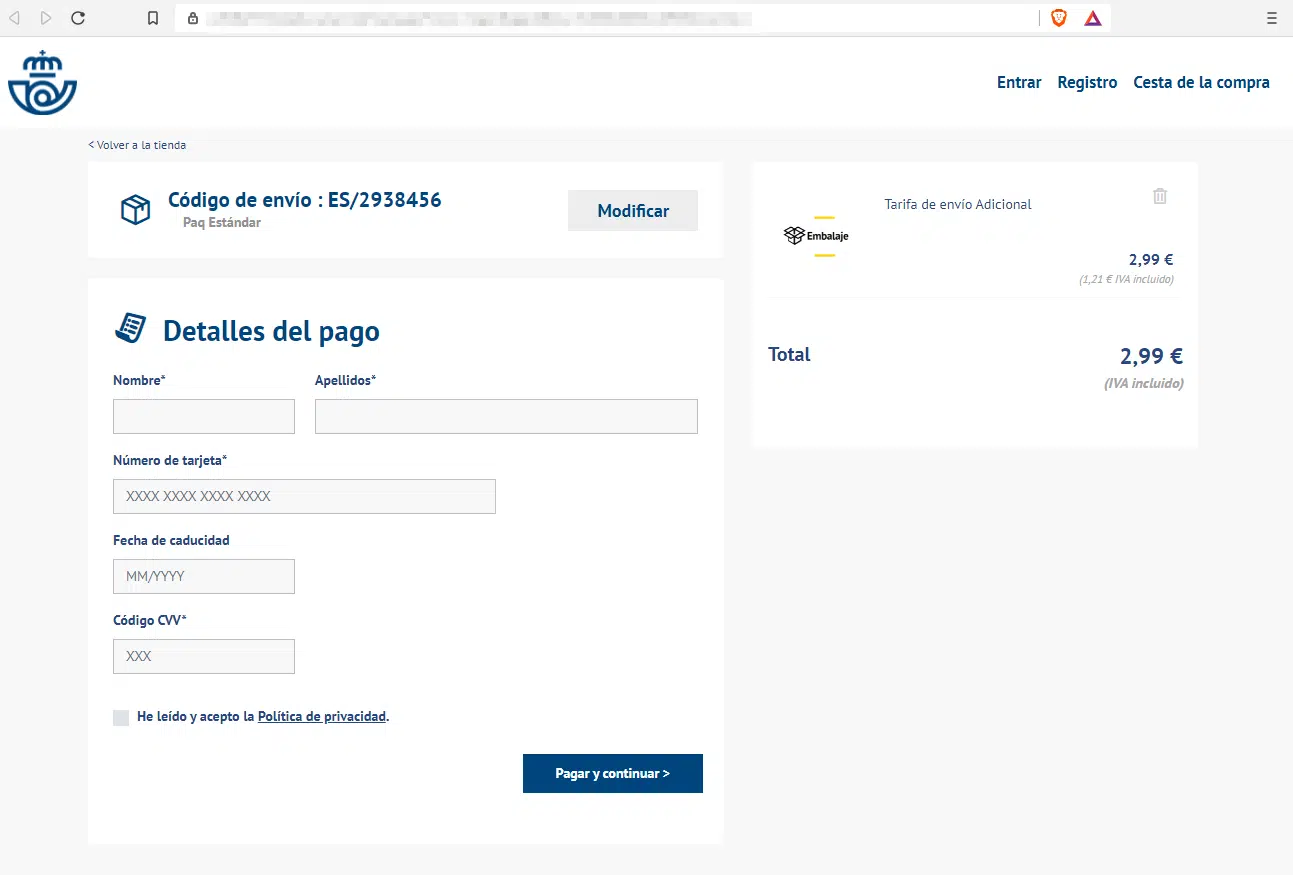 Entrar Registro Cesta de la compra
< Volver a la tienda
Código de envío : ES/2938456
Paq Estándar
Modificar
Detalles del pago
Nombre* Apellidos*
Número de tarjeta*
XXXX XXXX XXXX XXXX
Fecha de caducidad
MM/YYYY
Código CVV*
XXX
He leído y acepto la Política de privacidad.
Pagar y continuar >
Embalaje
Tarifa de envío Adicional
2,99 €
(1,21 € IVA incluido)
Total 2,99 €
(IVA incluido)